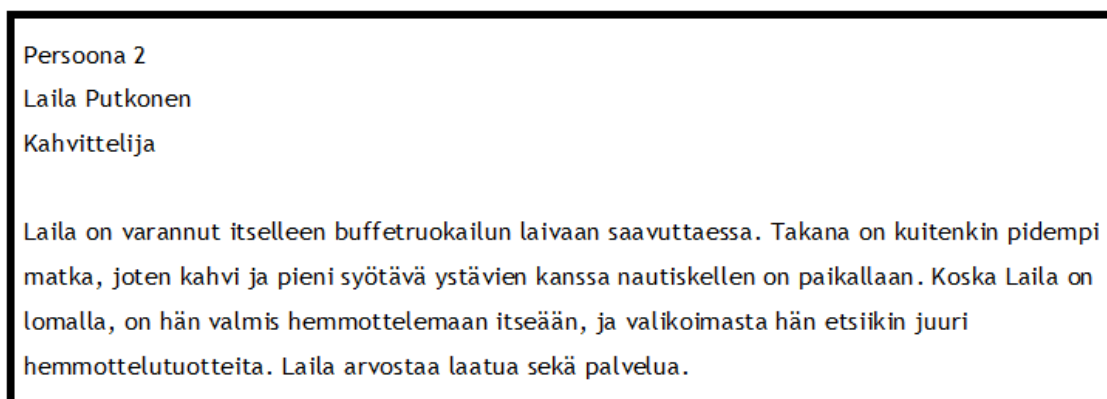 Persoona 2
Laila Putkonen
Kahvittelija
Laila on varannut itselleen buffetruokailun laivaan saavuttaessa. Takana on kuitenkin pidempi
matka, joten kahvi ja pieni syötävä ystävien kanssa nautiskellen on paikallaan. Koska Laila on
lomalla, on hän valmis hemmottelemaan itseään, ja valikoimasta hän etsiikin juuri
hemmottelutuotteita. Laila arvostaa laatua sekä palvelua.